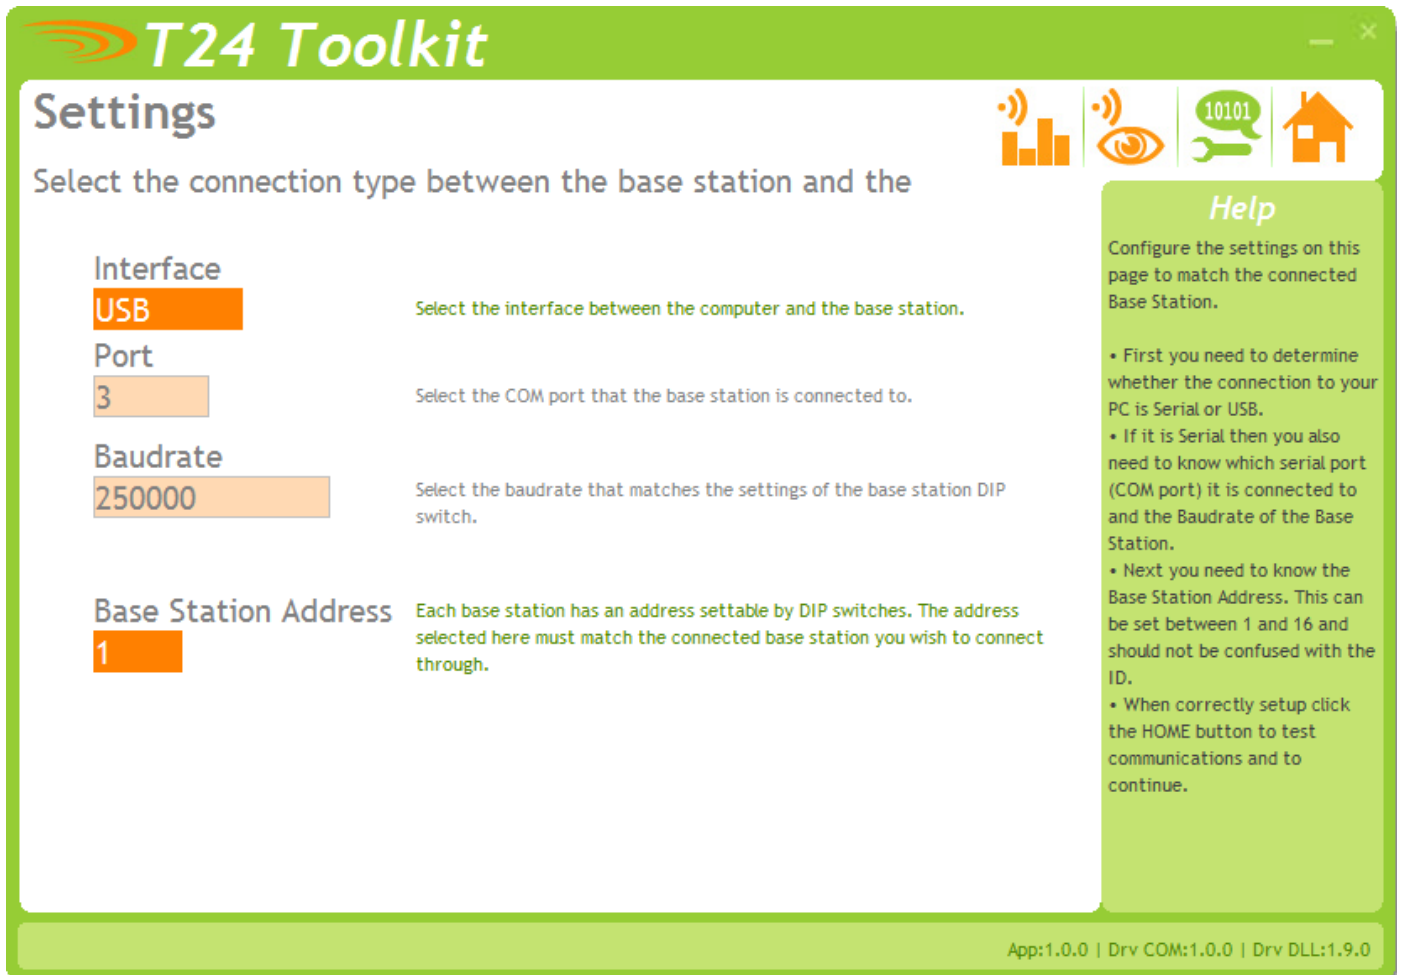 T24 Toolkit
Settings
10101
Select the connection type between the base station and the
Help
Configure the settings on this
page to match the connected
Base Station.
• First you need to determine
whether the connection to your
PC is Serial or USB.
• If it is Serial then you also
need to know which serial port
(COM port) it is connected to
and the Baudrate of the Base
Station.
• Next you need to know the
Base Station Address. This can
be set between 1 and 16 and
should not be confused with the
ID.
• When correctly setup click
the HOME button to test
communications and to
continue.
Interface
USB
Select the interface between the computer and the base station.
Port
3
Select the COM port that the base station is connected to.
Baudrate
250000
Select the baudrate that matches the settings of the base station DIP
switch.
Base Station Address
1
Each base station has an address settable by DIP switches. The address
selected here must match the connected base station you wish to connect
through.
App:1.0.0 | Drv COM:1.0.0 | Drv DLL:1.9.0